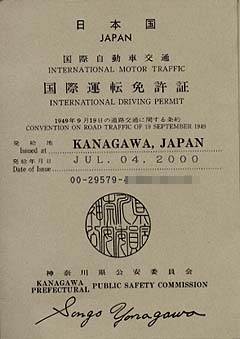 日本国
JAPAN
国際自動車交通
INTERNATIONAL MOTOR TRAFFIC
国際運転免許証
INTERNATIONAL DRIVING PERMIT
1949年9月19日の道路交通に関する条約
CONVENTION ON ROAD TRAFFIC OF 19 SEPTEMBER 1949
発給地
Issued at KANAGAWA, JAPAN
発給年月日 JUL. 04, 2000
Date of Issue
00-29579-4
神奈川県公安委員会
KANAGAWA PREFECTURAL PUBLIC SAFETY COMMISSION